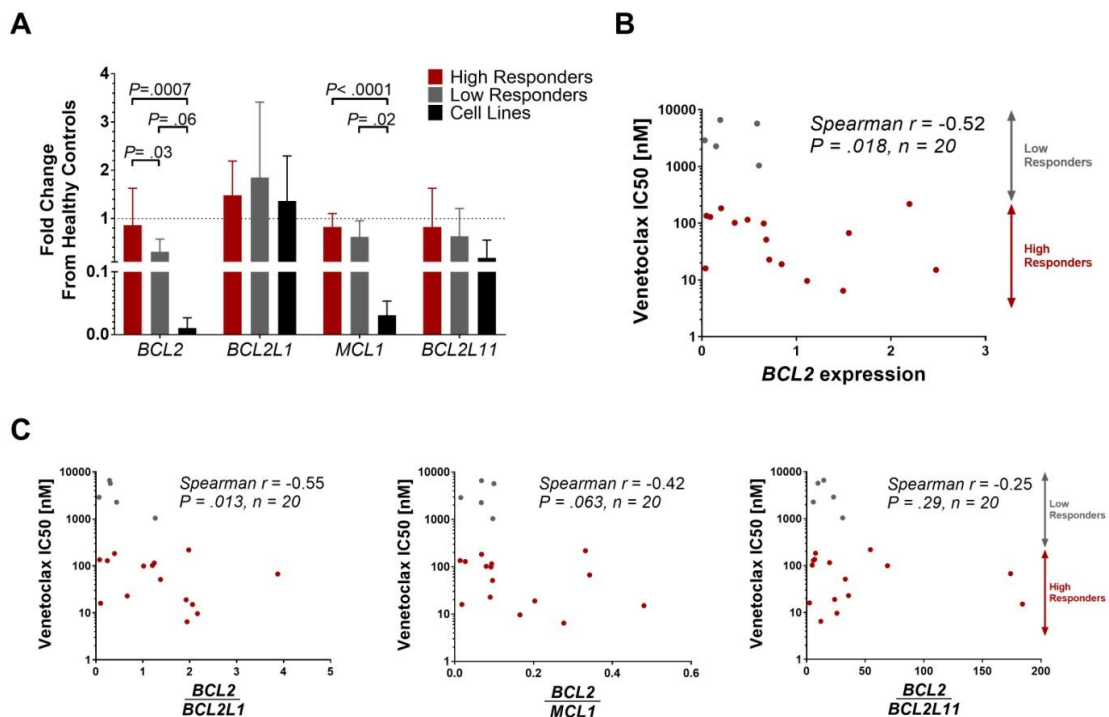 A
Fold Change
From Healthy Controls
4
3
2
1
0.1
0.0
P=.0007
P= .06
P= .03
P< .0001
P= .02
High Responders
Low Responders
Cell Lines
BCL2
BCL2L1
MCL1
BCL2L11
B
Venetoclax IC50 [nM]
10000
1000
100
10
1
Spearman r = -0.52
P = .018, n = 20
Low
Responders
High
Responders
0
1
2
3
BCL2 expression
C
Venetoclax IC50 [nM]
10000
1000
100
10
1
Spearman r = -0.55
P = .013, n = 20
0
1
2
3
4
5
BCL2
BCL2L1
Venetoclax IC50 [nM]
10000
1000
100
10
1
Spearman r = -0.42
P = .063, n = 20
0.0
0.2
0.4
0.6
BCL2
MCL1
Venetoclax IC50 [nM]
10000
1000
100
10
1
Spearman r = -0.25
P = .29, n = 20
Low
Responders
High
Responders
0
50
100
150
200
BCL2
BCL2L11